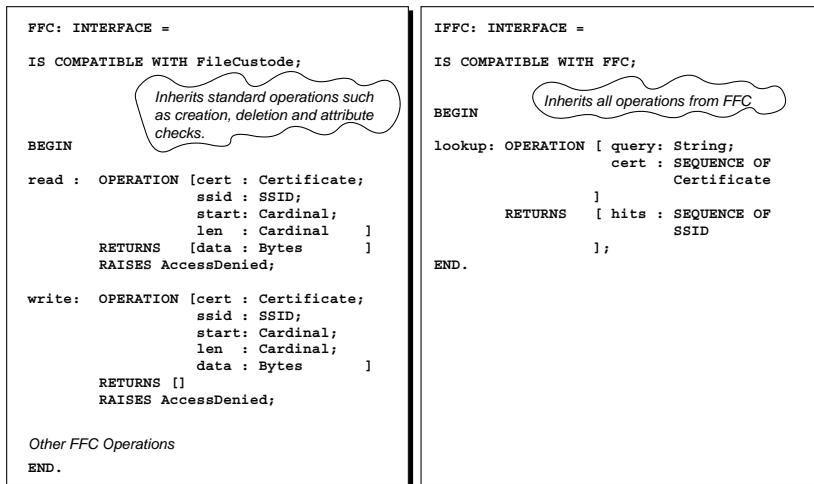 FFC: INTERFACE =
IS COMPATIBLE WITH FileCustode;
Inherits standard operations such
as creation, deletion and attribute
checks.
BEGIN
read :  OPERATION [cert : Certificate;
ssid : SSID;
start: Cardinal;
len  : Cardinal    ]
RETURNS   [data : Bytes       ]
RAISES AccessDenied;
write:  OPERATION [cert : Certificate;
ssid : SSID;
start: Cardinal;
len  : Cardinal;
data : Bytes       ]
RETURNS []
RAISES AccessDenied;
Other FFC Operations
END.
IFFC: INTERFACE =
IS COMPATIBLE WITH FFC;
Inherits all operations from FFC
BEGIN
lookup: OPERATION [ query: String;
cert : SEQUENCE OF
Certificate
]
RETURNS   [ hits : SEQUENCE OF
SSID
];
END.